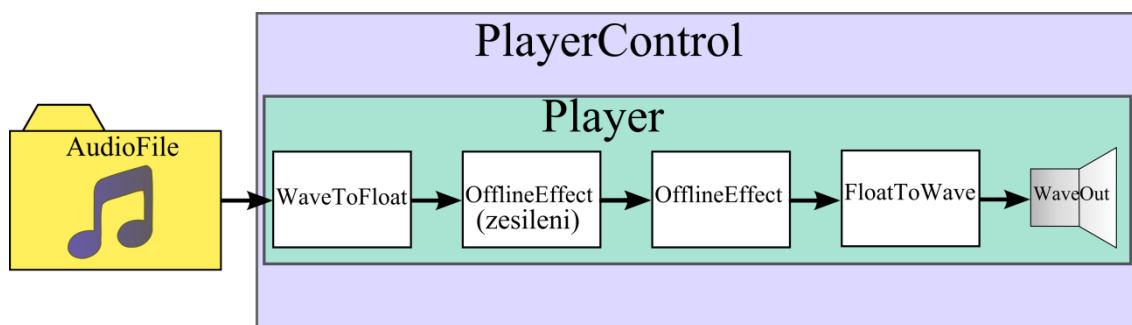 PlayerControl
Player
AudioFile
WaveToFloat
OfflineEffect
(zesileni)
OfflineEffect
FloatToWave
WaveOut